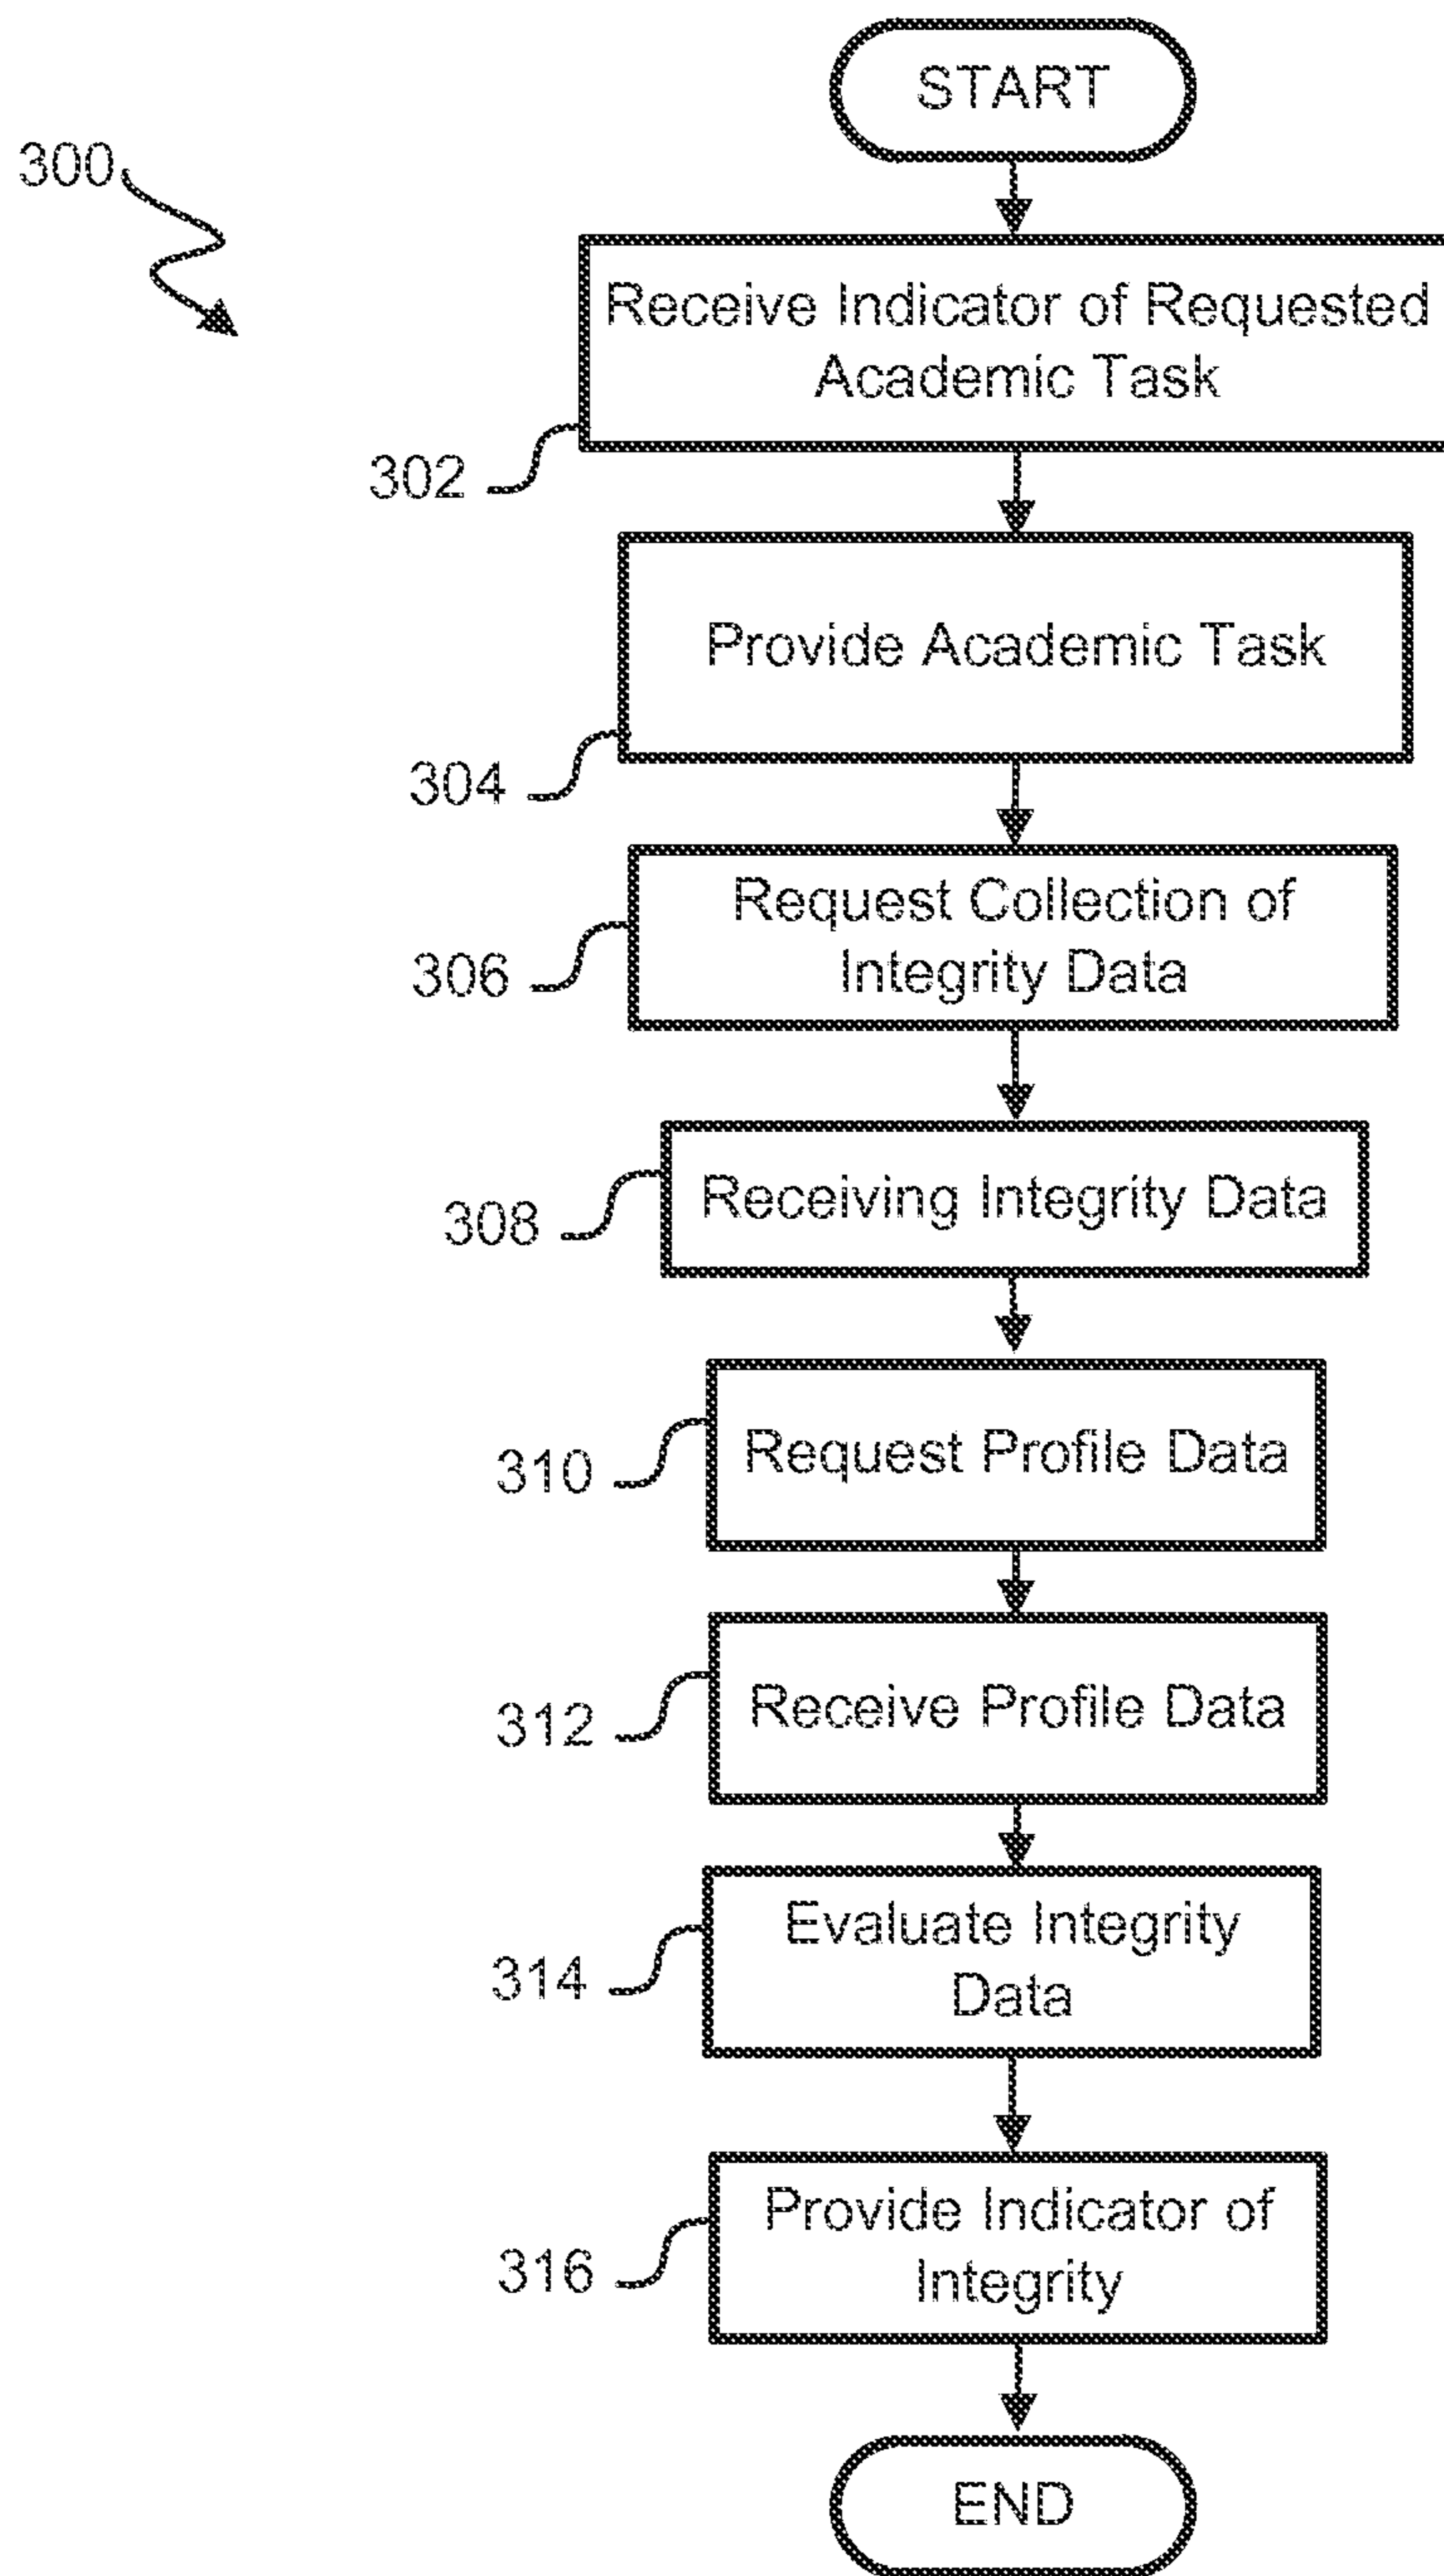 START
300
Receive Indicator of Requested
Academic Task
302
Provide Academic Task
304
Request Collection of
Integrity Data
306
Receiving Integrity Data
308
Request Profile Data
310
Receive Profile Data
312
Evaluate Integrity
Data
314
Provide Indicator of
Integrity
316
END